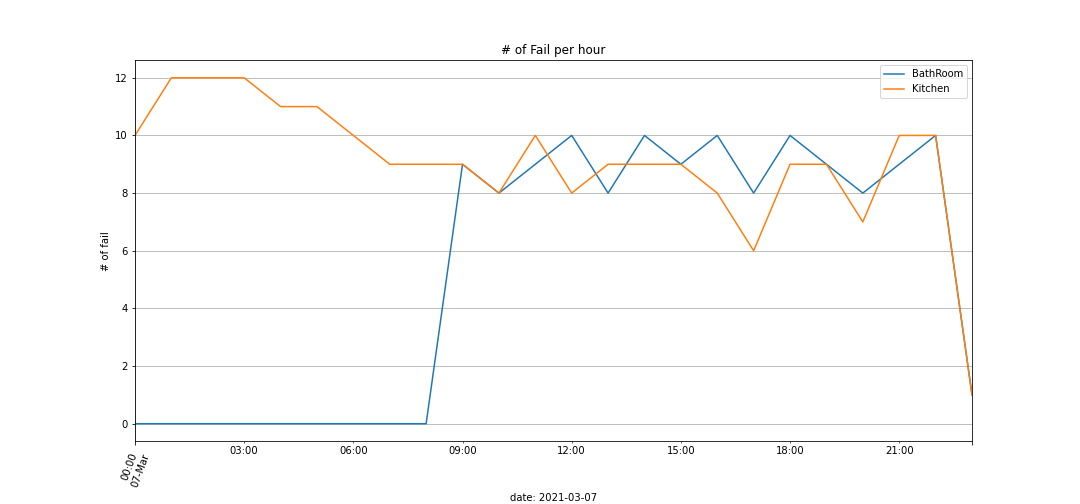 # of Fail per hour
BathRoom
Kitchen
12
10
8
6
4
2
0
# of fail
00:00
07-Mar
03:00
06:00
09:00
12:00
15:00
18:00
21:00
date: 2021-03-07